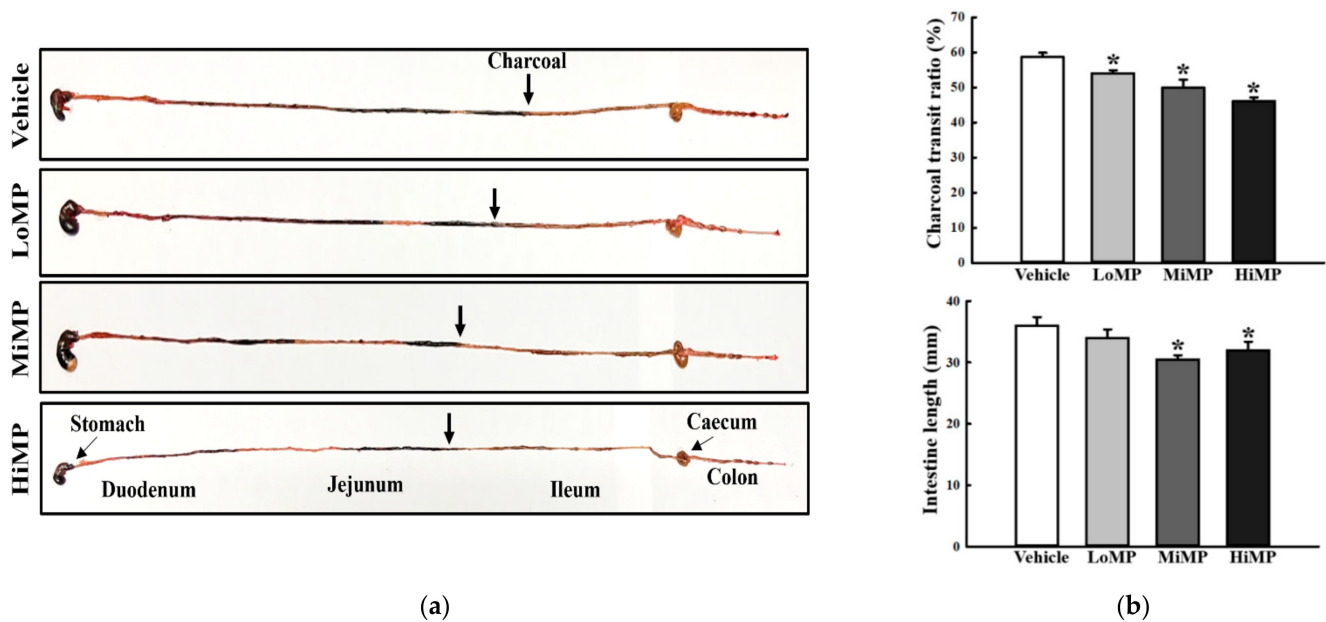 Vehicle
Charcoal
LoMP
MiMP
HiMP
Stomach
Caecum
Duodenum
Jejunum
Ileum
Colon
(a)
Charcoal transit ratio (%)
70
60
50
40
30
20
10
0
*
*
*
Vehicle LoMP MiMP HiMP
Intestine length (mm)
40
30
20
10
0
*
*
Vehicle LoMP MiMP HiMP
(b)